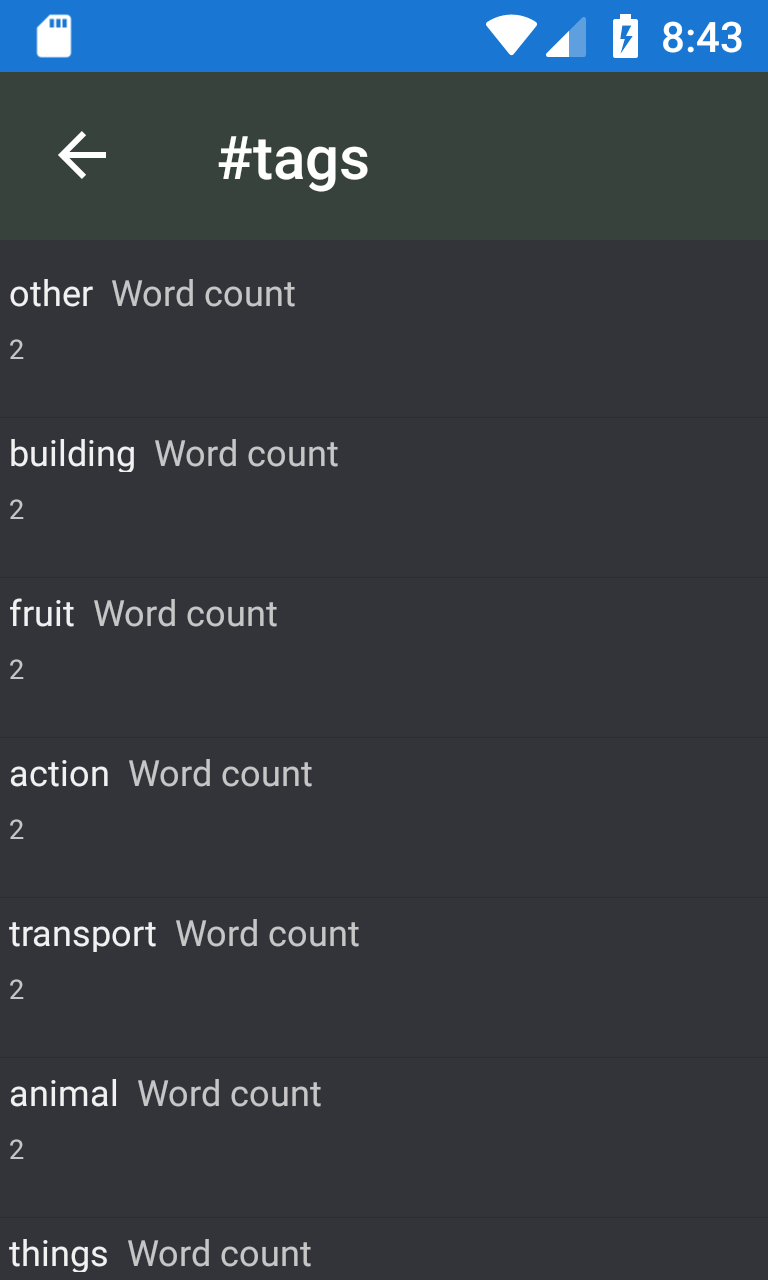 8:43
#tags
other Word count
2
building Word count
2
fruit Word count
2
action Word count
2
transport Word count
2
animal Word count
2
things Word count